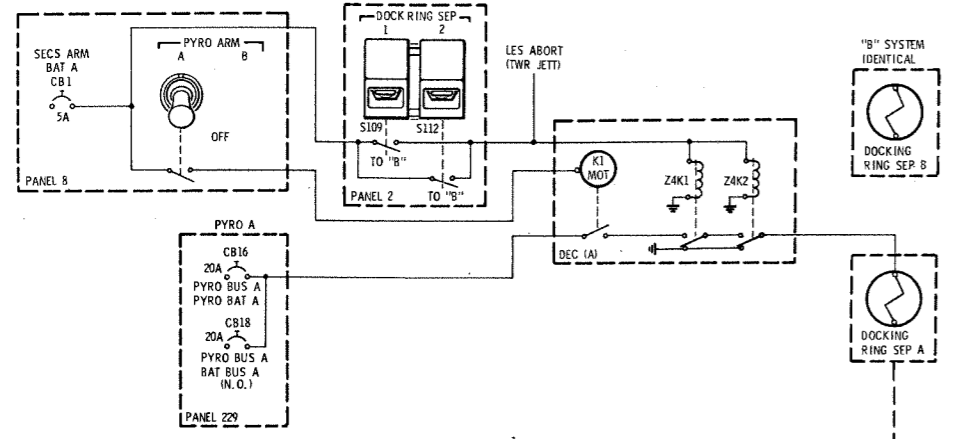 SECS ARM
BAT A
CB1
5A
PYRO ARM
A B
OFF
PANEL 8
DOCK RING SEP
1 2
S109 S112
TO "B"
TO "B"
PANEL 2
LES ABORT
(TWR JETT)
"B" SYSTEM
IDENTICAL
DOCKING
RING SEP B
K1
MOT
Z4K1 Z4K2
DEC (A)
PYRO A
CB16
20A
PYRO BUS A
PYRO BAT A
CB18
20A
PYRO BUS A
BAT BUS A
(N.O.)
PANEL 229
DOCKING
RING SEP A